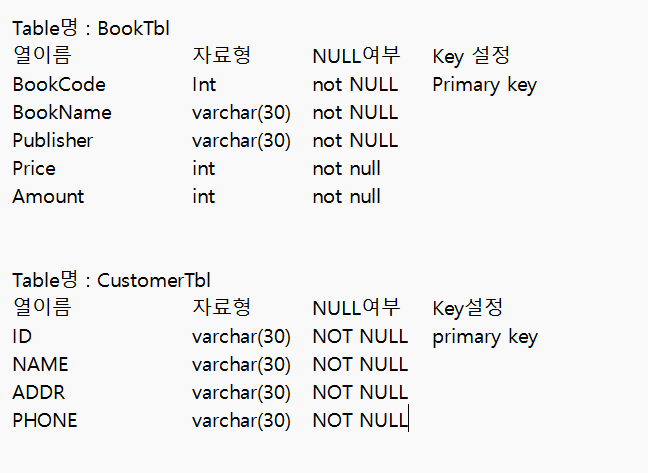 Table명 : BookTbl
열이름 자료형 NULL여부 Key 설정
BookCode Int not NULL Primary key
BookName varchar(30) not NULL
Publisher varchar(30) not NULL
Price int not null
Amount int not null
Table명 : CustomerTbl
열이름 자료형 NULL여부 Key설정
ID varchar(30) NOT NULL primary key
NAME varchar(30) NOT NULL
ADDR varchar(30) NOT NULL
PHONE varchar(30) NOT NULL